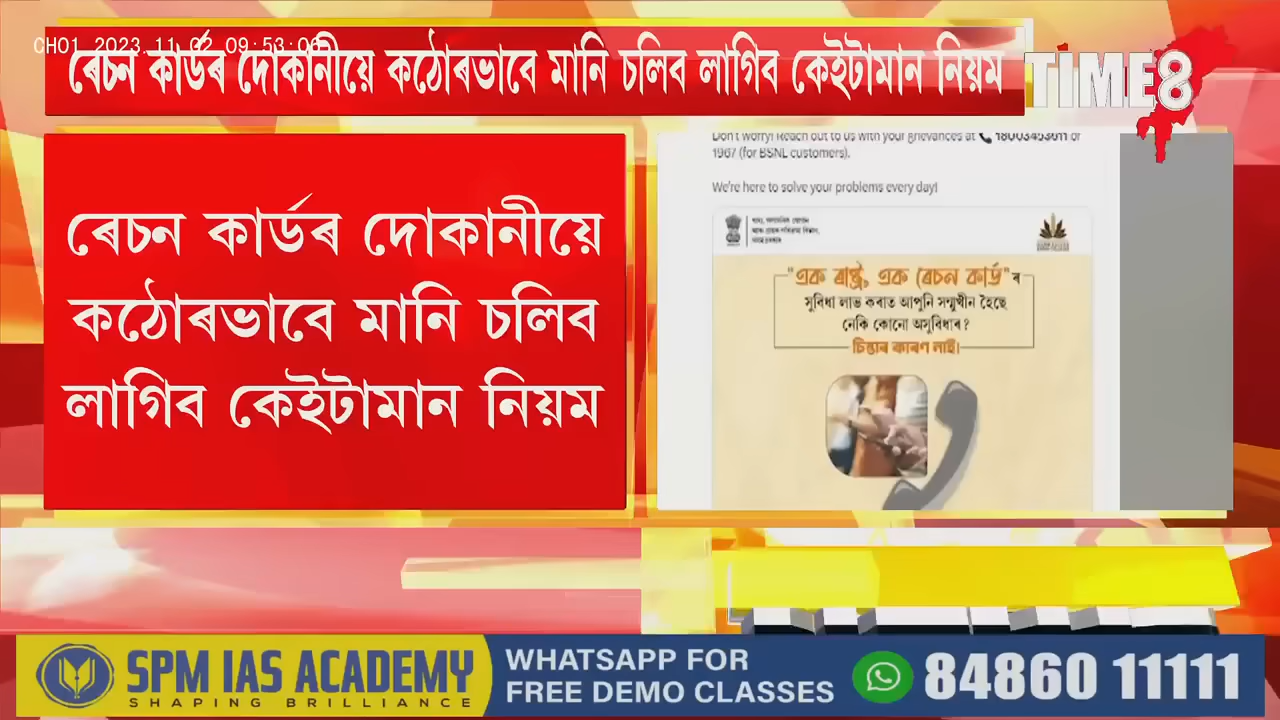 CH01 2023.11.02 09:53:06
ৰেচন কাৰ্ডৰ দোকানীয়ে কঠোৰভাবে মানি চলিব লাগিব কেইটামান নিয়ম
TIME8
ৰেচন কাৰ্ডৰ দোকানীয়ে
কঠোৰভাবে মানি চলিব
লাগিব কেইটামান নিয়ম
Don't worry! Reach out to us with your grievances at 18003453611 or
1967 (for BSNL customers).
We're here to solve your problems every day!
"এক ৰাষ্ট্ৰ, এক ৰেচন কাৰ্ড"ৰ
সুবিধা লাভ কৰাত আপুনি সন্মুখীন হৈছে
নেকি কোনো অসুবিধাৰ?
চিন্তাৰ কাৰণ নাই।
SPM IAS ACADEMY
SHAPING BRILLIANCE
WHATSAPP FOR
FREE DEMO CLASSES
84860 11111